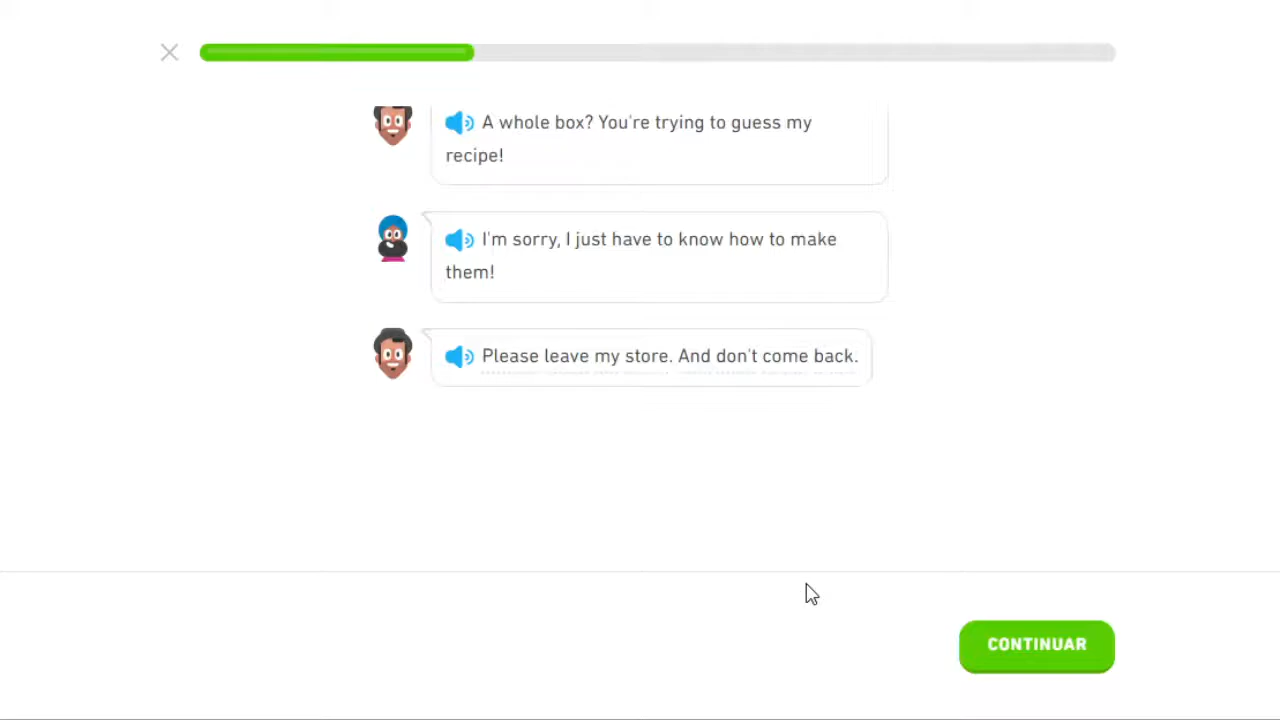 A whole box? You're trying to guess my
recipe!
I'm sorry, I just have to know how to make
them!
Please leave my store. And don't come back.
CONTINUAR